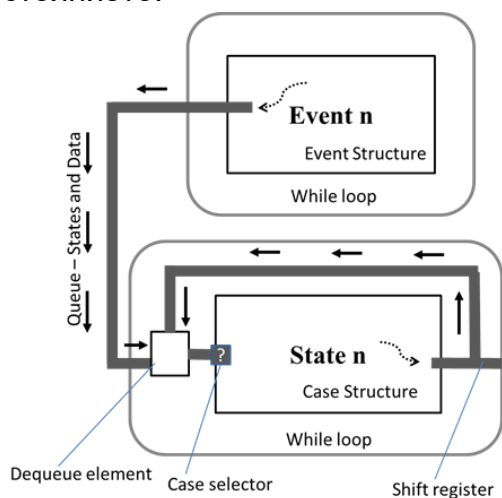 Event n
Event Structure
While loop
Queue – States and Data
?
State n
Case Structure
While loop
Dequeue element
Case selector
Shift register